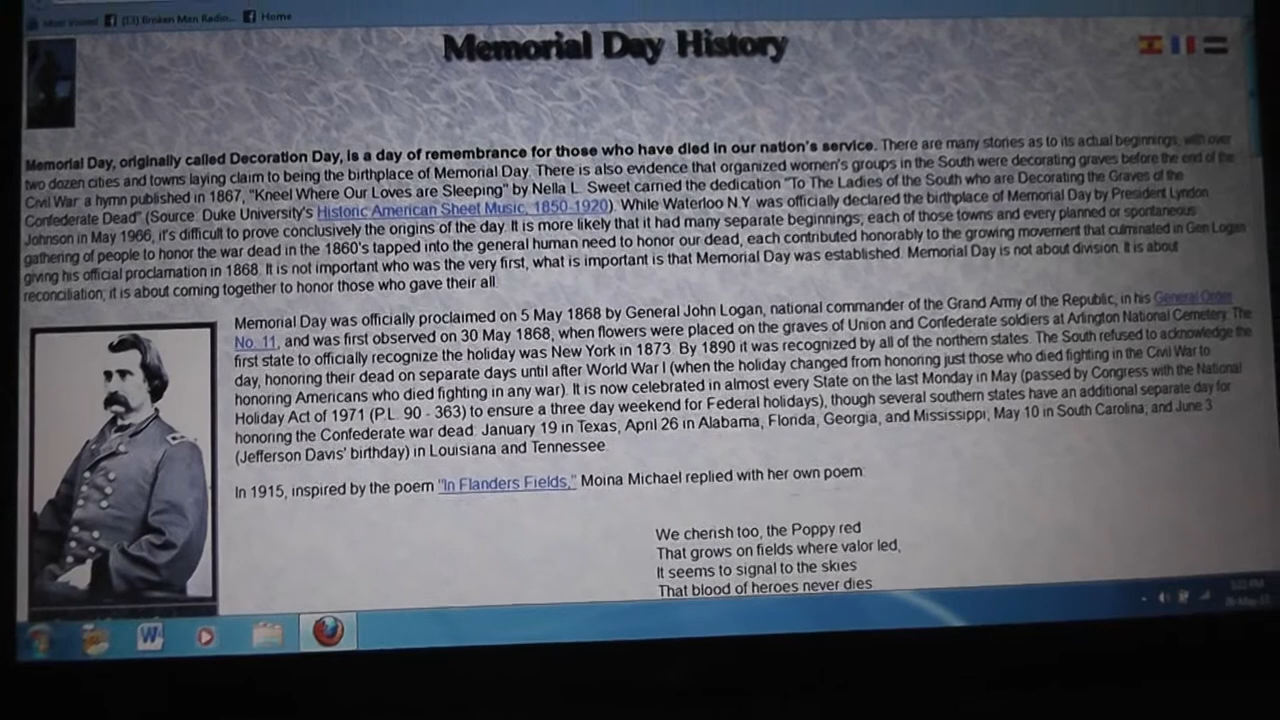 Most Visited (13) Broken Man Radio... Home
Memorial Day History
Memorial Day, originally called Decoration Day, is a day of remembrance for those who have died in our nation's service. There are many stories as to its actual beginnings, with over
two dozen cities and towns laying claim to being the birthplace of Memorial Day. There is also evidence that organized women's groups in the South were decorating graves before the end of the
Civil War: a hymn published in 1867, "Kneel Where Our Loves are Sleeping" by Nella L. Sweet carried the dedication "To The Ladies of the South who are Decorating the Graves of the
Confederate Dead" (Source: Duke University's Historic American Sheet Music, 1850-1920). While Waterloo N.Y. was officially declared the birthplace of Memorial Day by President Lyndon
Johnson in May 1966, it's difficult to prove conclusively the origins of the day. It is more likely that it had many separate beginnings; each of those towns and every planned or spontaneous
gathering of people to honor the war dead in the 1860's tapped into the general human need to honor our dead, each contributed honorably to the growing movement that culminated in Gen Logan
giving his official proclamation in 1868. It is not important who was the very first, what is important is that Memorial Day was established. Memorial Day is not about division. It is about
reconciliation; it is about coming together to honor those who gave their all.
Memorial Day was officially proclaimed on 5 May 1868 by General John Logan, national commander of the Grand Army of the Republic, in his General Order
No. 11, and was first observed on 30 May 1868, when flowers were placed on the graves of Union and Confederate soldiers at Arlington National Cemetery. The
first state to officially recognize the holiday was New York in 1873. By 1890 it was recognized by all of the northern states. The South refused to acknowledge the
day, honoring their dead on separate days until after World War I (when the holiday changed from honoring just those who died fighting in the Civil War to
honoring Americans who died fighting in any war). It is now celebrated in almost every State on the last Monday in May (passed by Congress with the National
Holiday Act of 1971 (P.L. 90 - 363) to ensure a three day weekend for Federal holidays), though several southern states have an additional separate day for
honoring the Confederate war dead: January 19 in Texas, April 26 in Alabama, Florida, Georgia, and Mississippi; May 10 in South Carolina; and June 3
(Jefferson Davis' birthday) in Louisiana and Tennessee.
In 1915, inspired by the poem "In Flanders Fields," Moina Michael replied with her own poem:
We cherish too, the Poppy red
That grows on fields where valor led,
It seems to signal to the skies
That blood of heroes never dies
W